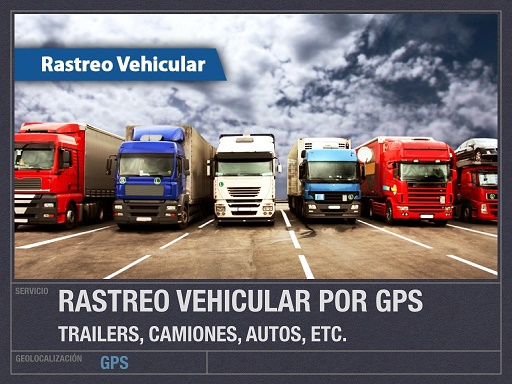 Rastreo Vehicular
SERVICIO
RASTREO VEHICULAR POR GPS
TRAILERS, CAMIONES, AUTOS, ETC.
GEOLOCALIZACIÓN
GPS